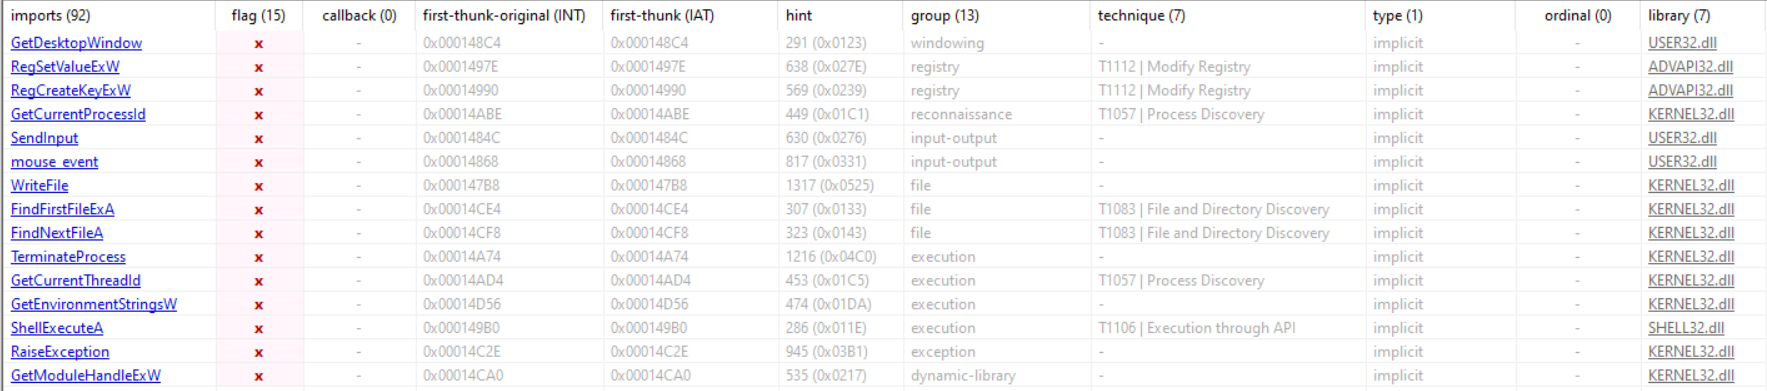 imports (92) flag (15) callback (0) first-thunk-original (INT) first-thunk (IAT) hint group (13) technique (7) type (1) ordinal (0) library (7)
GetDesktopWindow x - 0x000148C4 0x000148C4 291 (0x0123) windowing - implicit - USER32.dll
RegSetValueExW x - 0x0001497E 0x0001497E 638 (0x027E) registry T1112 | Modify Registry implicit - ADVAPI32.dll
RegCreateKeyExW x - 0x00014990 0x00014990 569 (0x0239) registry T1112 | Modify Registry implicit - ADVAPI32.dll
GetCurrentProcessId x - 0x00014ABE 0x00014ABE 449 (0x01C1) reconnaissance T1057 | Process Discovery implicit - KERNEL32.dll
SendInput x - 0x0001484C 0x0001484C 630 (0x0276) input-output - implicit - USER32.dll
mouse_event x - 0x00014868 0x00014868 817 (0x0331) input-output - implicit - USER32.dll
WriteFile x - 0x000147B8 0x000147B8 1317 (0x0525) file - implicit - KERNEL32.dll
FindFirstFileExA x - 0x00014CE4 0x00014CE4 307 (0x0133) file T1083 | File and Directory Discovery implicit - KERNEL32.dll
FindNextFileA x - 0x00014CF8 0x00014CF8 323 (0x0143) file T1083 | File and Directory Discovery implicit - KERNEL32.dll
TerminateProcess x - 0x00014A74 0x00014A74 1216 (0x04C0) execution - implicit - KERNEL32.dll
GetCurrentThreadId x - 0x00014AD4 0x00014AD4 453 (0x01C5) execution T1057 | Process Discovery implicit - KERNEL32.dll
GetEnvironmentStringsW x - 0x00014D56 0x00014D56 474 (0x01DA) execution - implicit - KERNEL32.dll
ShellExecuteA x - 0x000149B0 0x000149B0 286 (0x011E) execution T1106 | Execution through API implicit - SHELL32.dll
RaiseException x - 0x00014C2E 0x00014C2E 945 (0x03B1) exception - implicit - KERNEL32.dll
GetModuleHandleExW x - 0x00014CA0 0x00014CA0 535 (0x0217) dynamic-library - implicit - KERNEL32.dll